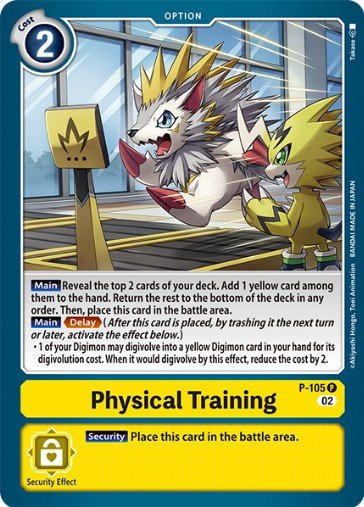 OPTION
Cost
2
Takase
Main Reveal the top 2 cards of your deck. Add 1 yellow card among
them to the hand. Return the rest to the bottom of the deck in any
order. Then, place this card in the battle area.
Main Delay (After this card is placed, by trashing it the next turn
or later, activate the effect below.)
• 1 of your Digimon may digivolve into a yellow Digimon card in your hand for its
digivolution cost. When it would digivolve by this effect, reduce the cost by 2.
©Akiyoshi Hongo, Toei Animation BANDAI MADE IN JAPAN
P-105 P
Physical Training
02
Security Place this card in the battle area.
Security Effect